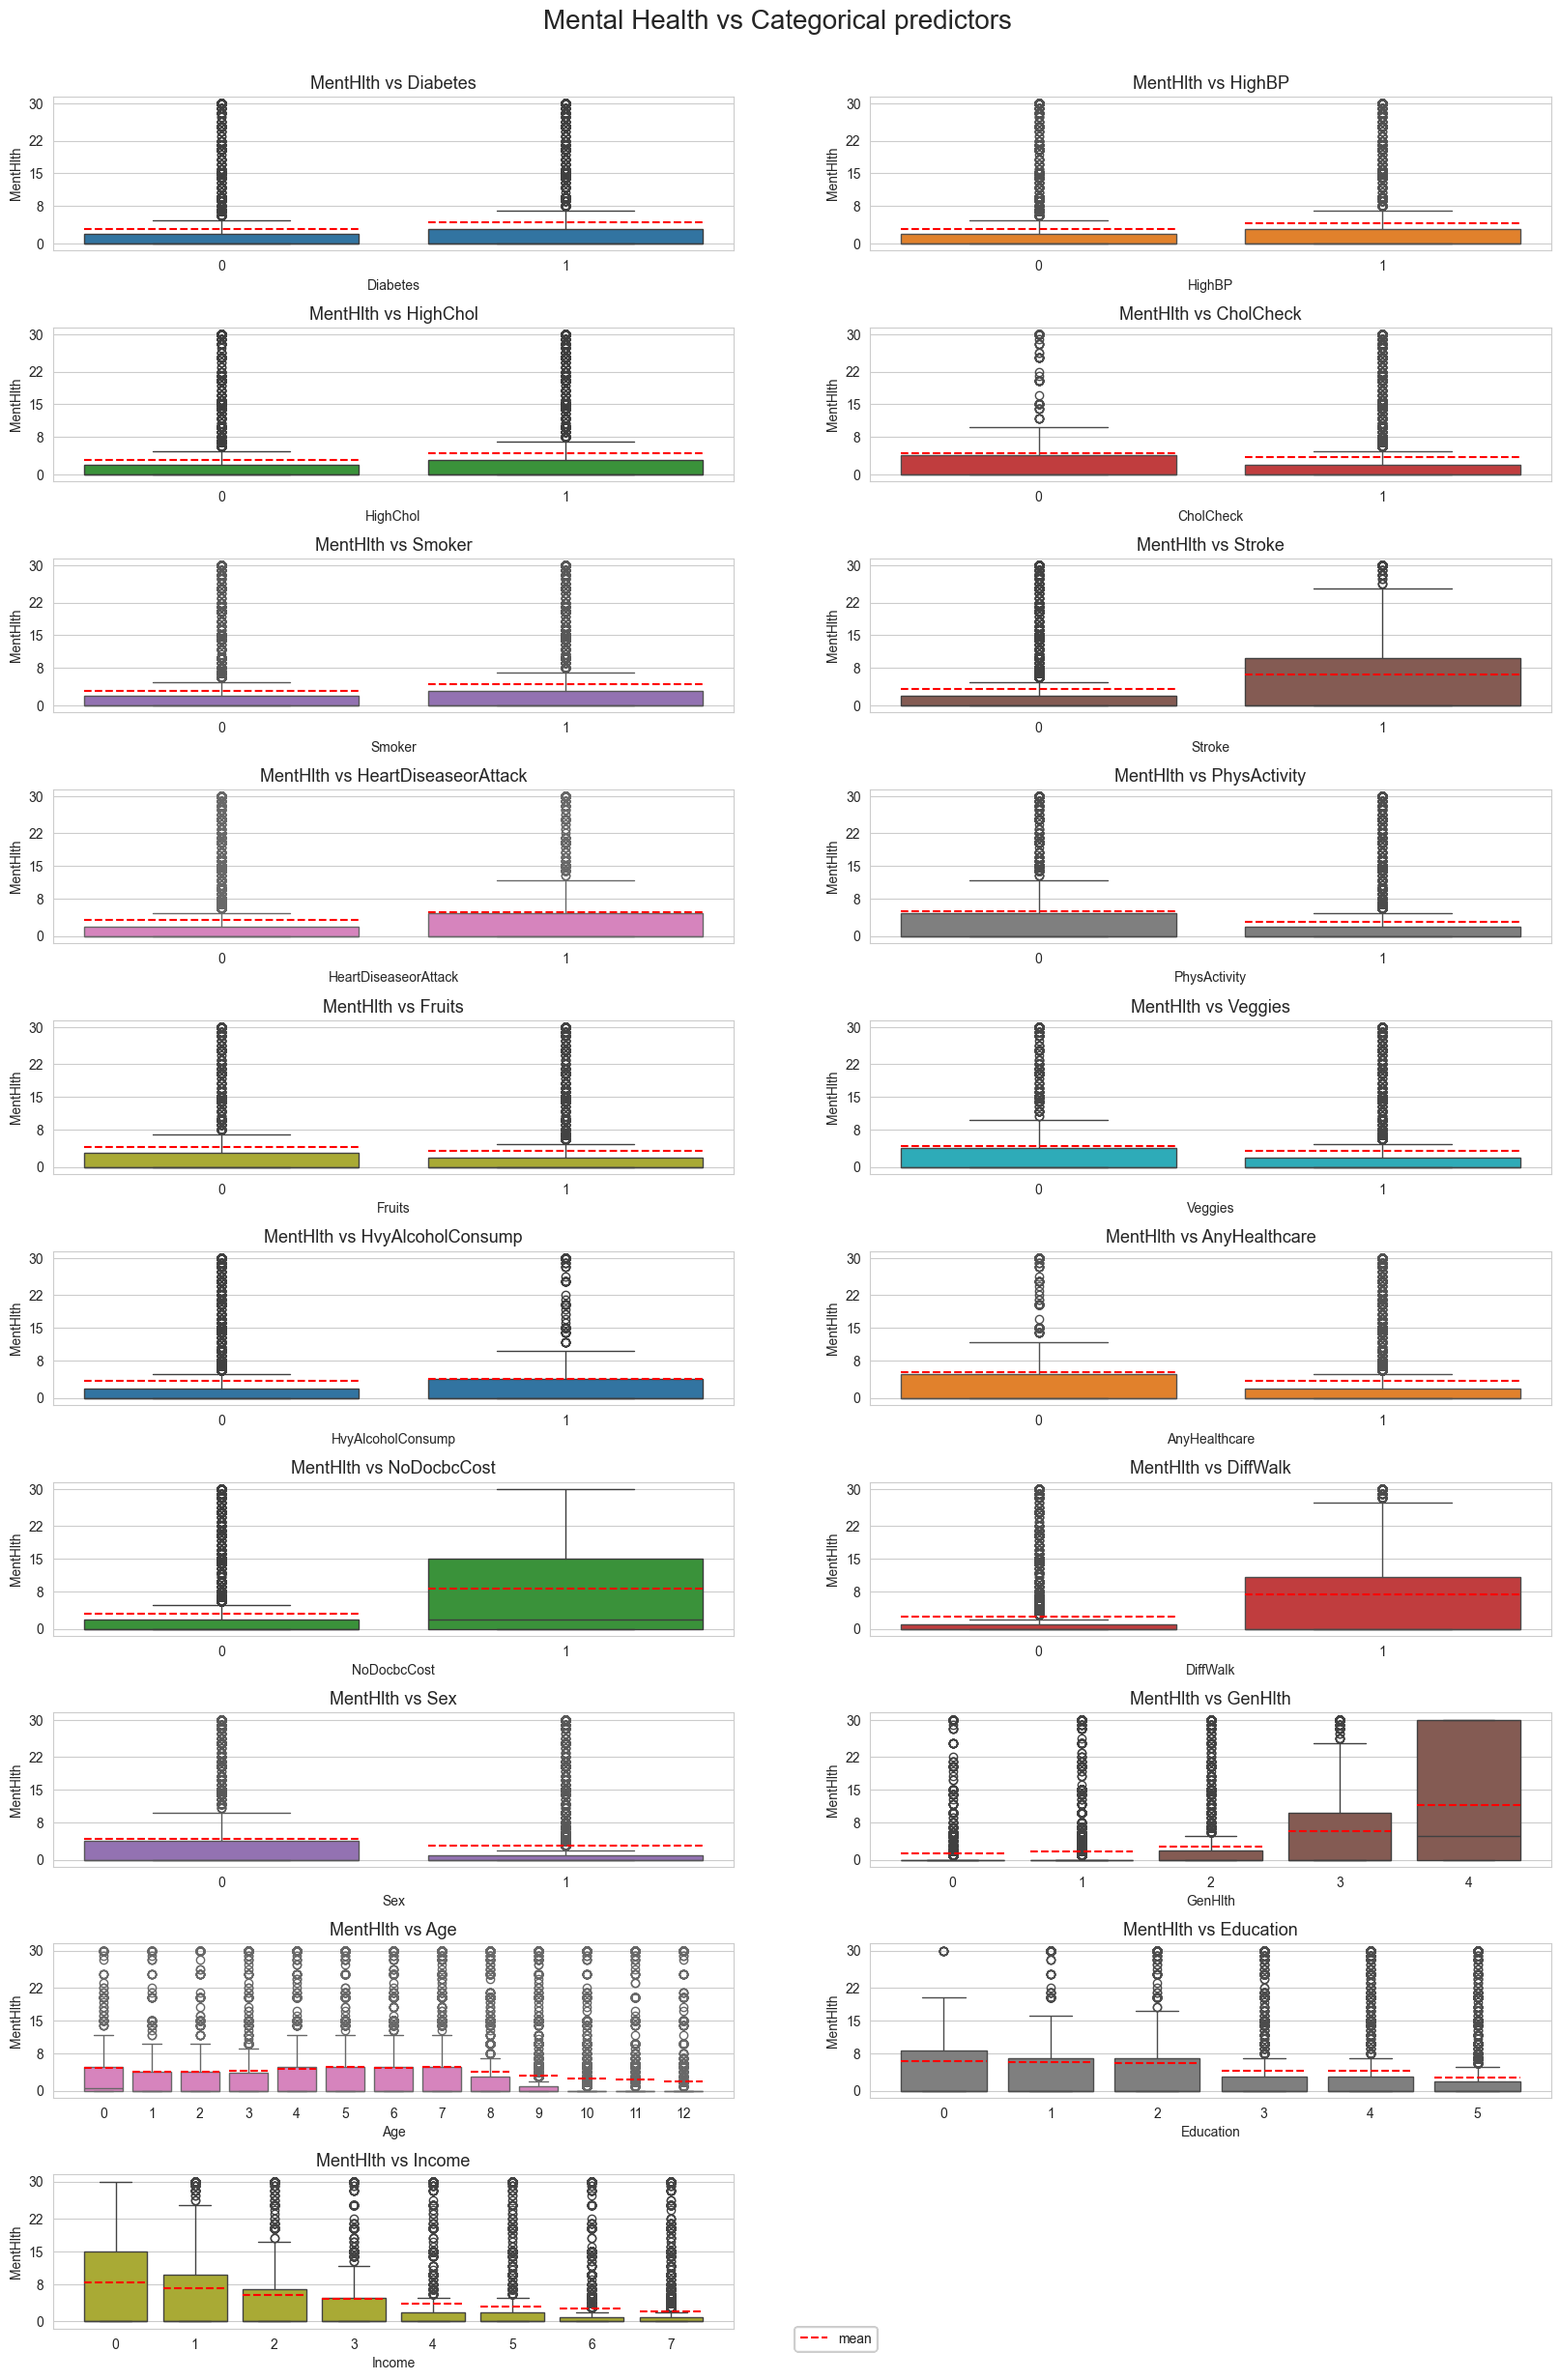 Mental Health vs Categorical predictors
MentHlth vs Diabetes
30
22
15
8
0
MentHlth
0 1
Diabetes
MentHlth vs HighBP
30
22
15
8
0
MentHlth
0 1
HighBP
MentHlth vs HighChol
30
22
15
8
0
MentHlth
0 1
HighChol
MentHlth vs CholCheck
30
22
15
8
0
MentHlth
0 1
CholCheck
MentHlth vs Smoker
30
22
15
8
0
MentHlth
0 1
Smoker
MentHlth vs Stroke
30
22
15
8
0
MentHlth
0 1
Stroke
MentHlth vs HeartDiseaseorAttack
30
22
15
8
0
MentHlth
0 1
HeartDiseaseorAttack
MentHlth vs PhysActivity
30
22
15
8
0
MentHlth
0 1
PhysActivity
MentHlth vs Fruits
30
22
15
8
0
MentHlth
0 1
Fruits
MentHlth vs Veggies
30
22
15
8
0
MentHlth
0 1
Veggies
MentHlth vs HvyAlcoholConsump
30
22
15
8
0
MentHlth
0 1
HvyAlcoholConsump
MentHlth vs AnyHealthcare
30
22
15
8
0
MentHlth
0 1
AnyHealthcare
MentHlth vs NoDocbcCost
30
22
15
8
0
MentHlth
0 1
NoDocbcCost
MentHlth vs DiffWalk
30
22
15
8
0
MentHlth
0 1
DiffWalk
MentHlth vs Sex
30
22
15
8
0
MentHlth
0 1
Sex
MentHlth vs GenHlth
30
22
15
8
0
MentHlth
0 1 2 3 4
GenHlth
MentHlth vs Age
30
22
15
8
0
MentHlth
0 1 2 3 4 5 6 7 8 9 10 11 12
Age
MentHlth vs Education
30
22
15
8
0
MentHlth
0 1 2 3 4 5
Education
MentHlth vs Income
30
22
15
8
0
MentHlth
0 1 2 3 4 5 6 7
Income
mean